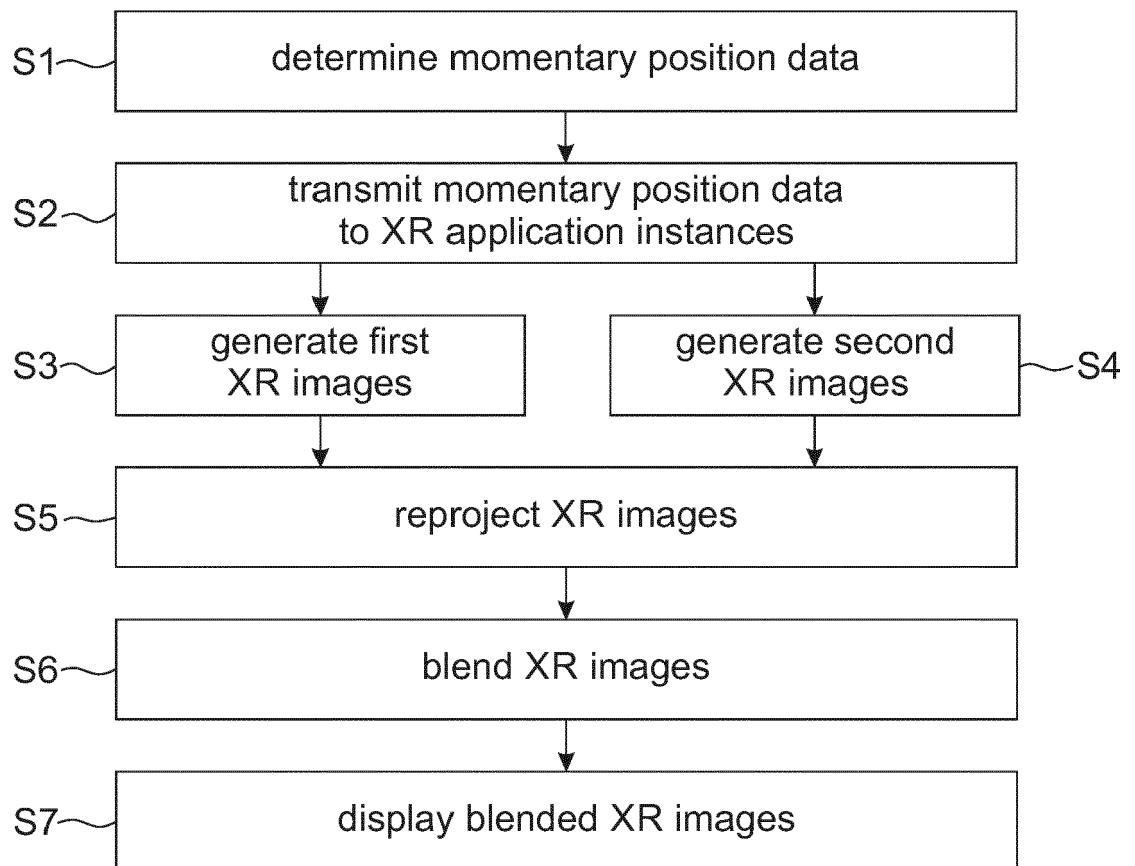 S1
determine momentary position data
S2
transmit momentary position data
to XR application instances
S3
generate first
XR images
generate second
XR images
S4
S5
reproject XR images
S6
blend XR images
S7
display blended XR images